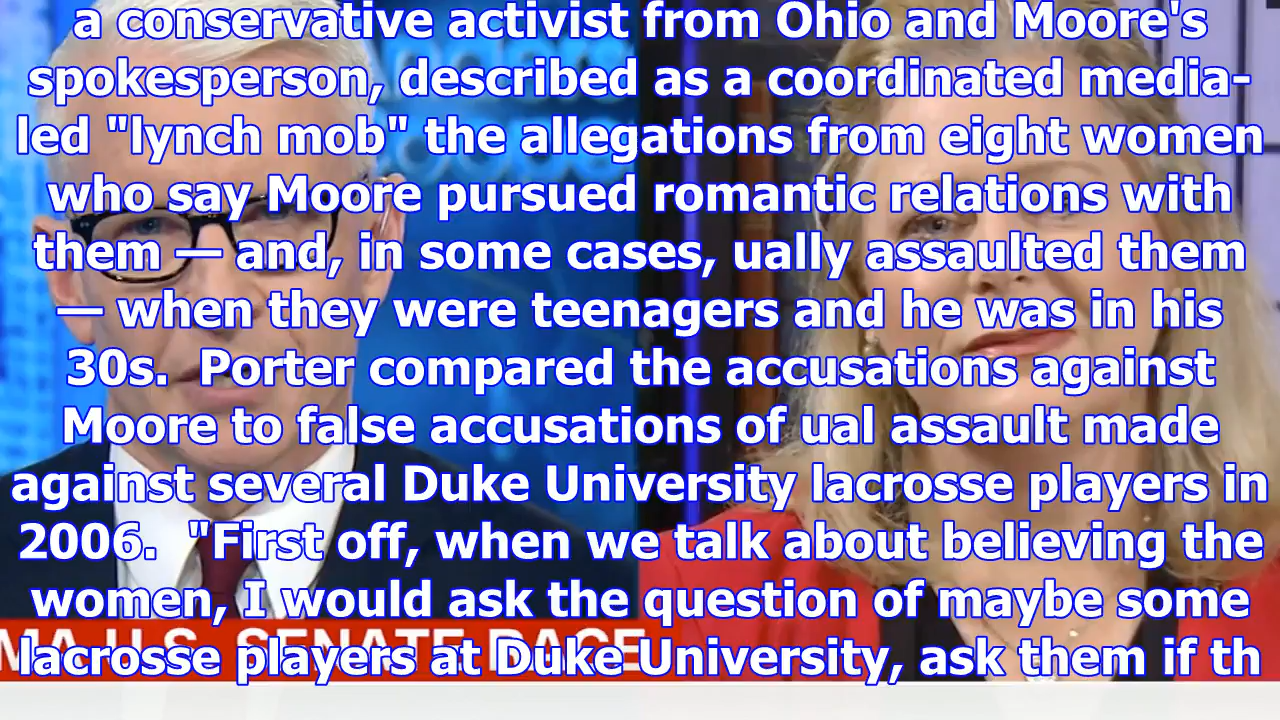 a conservative activist from Ohio and Moore's
spokesperson, described as a coordinated media-
led "lynch mob" the allegations from eight women
who say Moore pursued romantic relations with
them — and, in some cases, ually assaulted them
— when they were teenagers and he was in his
30s.  Porter compared the accusations against
Moore to false accusations of ual assault made
against several Duke University lacrosse players in
2006.  "First off, when we talk about believing the
women, I would ask the question of maybe some
MA U.S. SENATE RACE
lacrosse players at Duke University, ask them if th